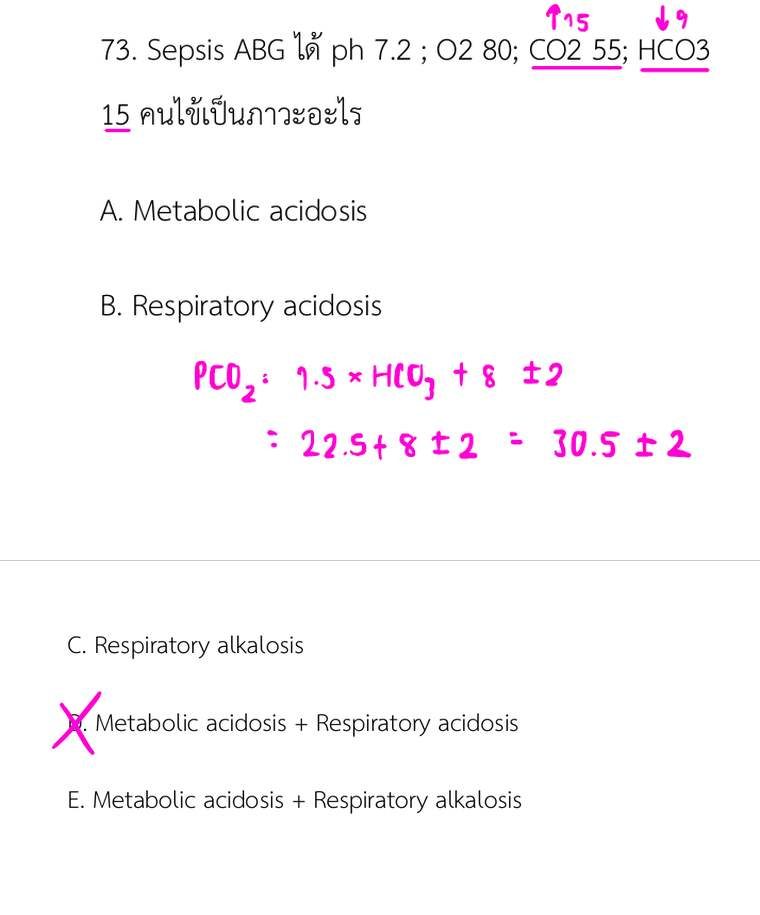 ↑15 ↓9
73. Sepsis ABG ได้ ph 7.2 ; O2 80; CO2 55; HCO3
15 คนไข้เป็นภาวะอะไร
A. Metabolic acidosis
B. Respiratory acidosis
PCO₂ = 1.5 × HCO₃ + 8 ± 2
= 22.5 + 8 ± 2 = 30.5 ± 2
C. Respiratory alkalosis
D. Metabolic acidosis + Respiratory acidosis
E. Metabolic acidosis + Respiratory alkalosis